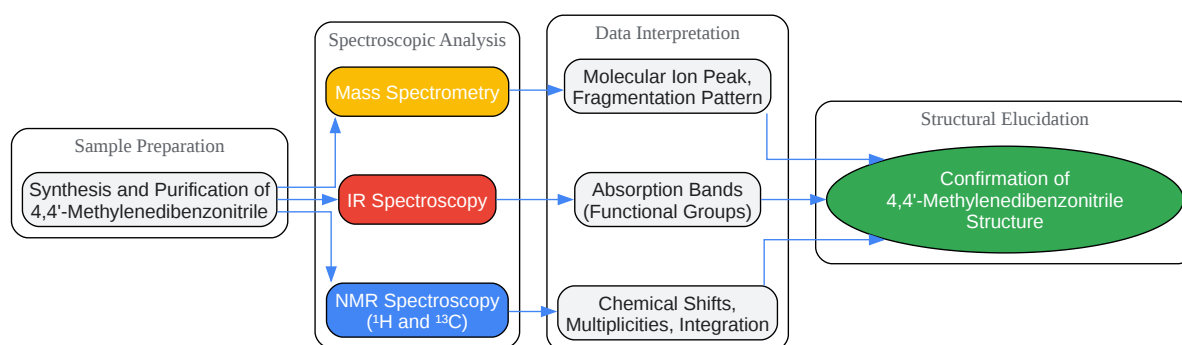 Sample Preparation
Synthesis and Purification of
4,4'-Methylenedibenzonitrile
Spectroscopic Analysis
Mass Spectrometry
IR Spectroscopy
NMR Spectroscopy
(¹H and ¹³C)
Data Interpretation
Molecular Ion Peak,
Fragmentation Pattern
Absorption Bands
(Functional Groups)
Chemical Shifts,
Multiplicities, Integration
Structural Elucidation
Confirmation of
4,4'-Methylenedibenzonitrile
Structure